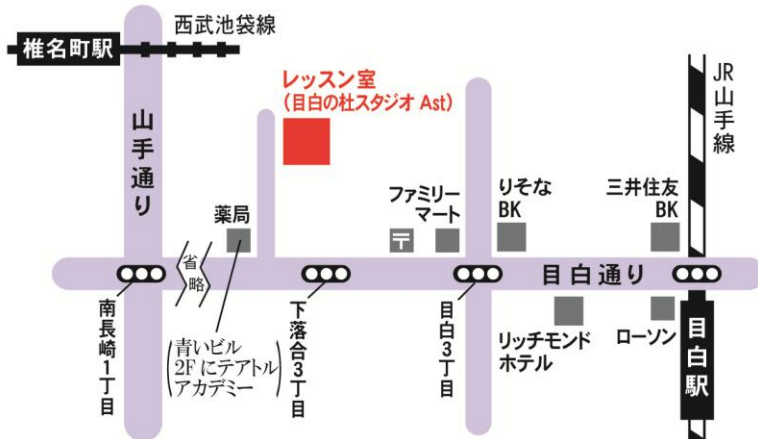 西武池袋線
椎名町駅
山手通り
レッスン室
(目白の杜スタジオ Ast)
JR山手線
薬局
ファミリー
マート
〒
りそな
BK
三井住友
BK
省略
目白通り
南長崎1丁目
(青いビル
2Fにテアトル
アカデミー)
下落合3丁目
目白3丁目
リッチモンド
ホテル
ローソン
目白駅